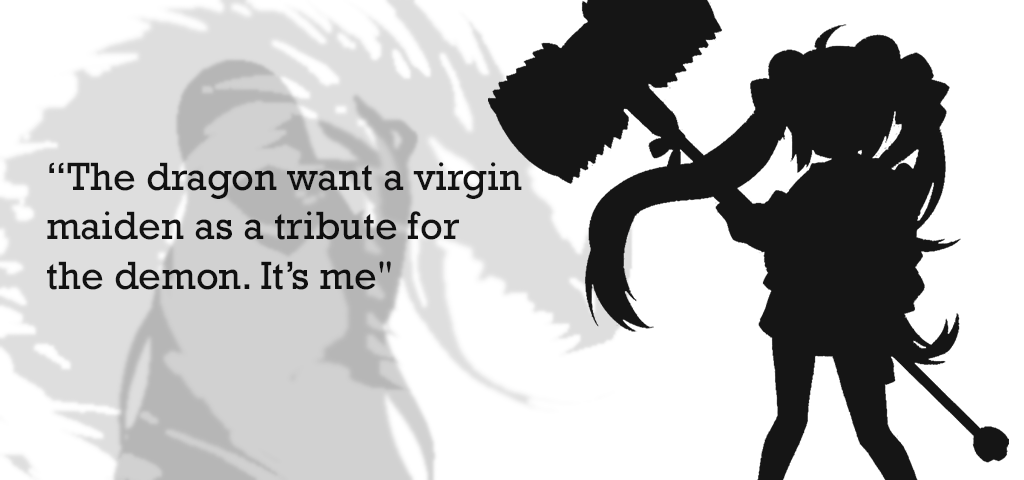 “The dragon want a virgin
maiden as a tribute for
the demon. It’s me"